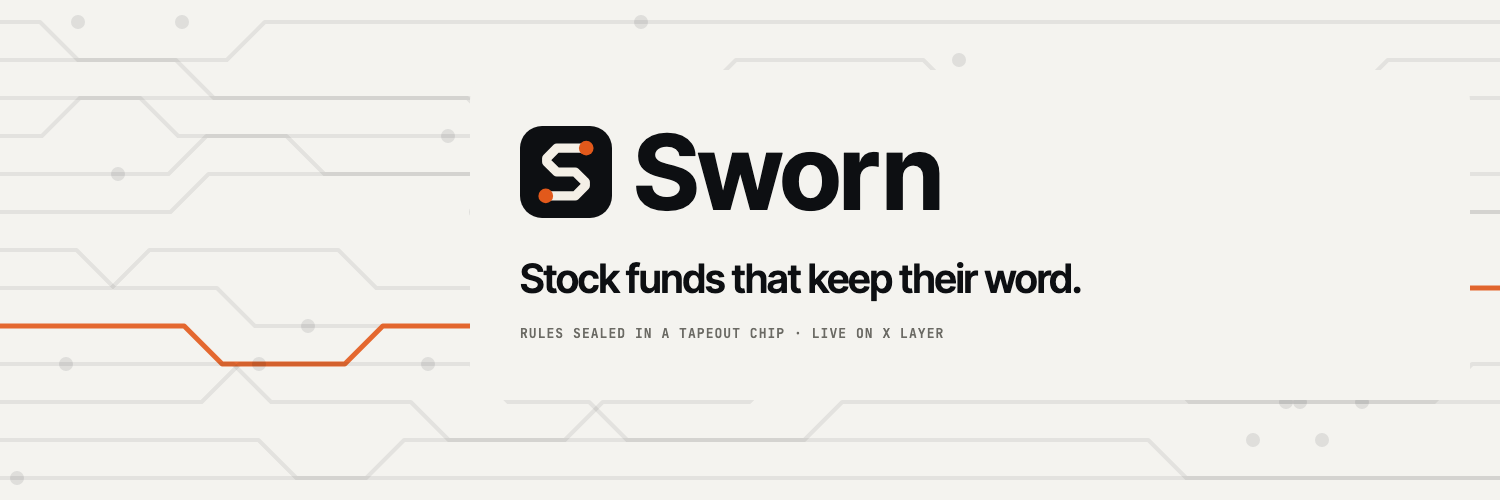 Sworn
Stock funds that keep their word.
RULES SEALED IN A TAPEOUT CHIP · LIVE ON X LAYER